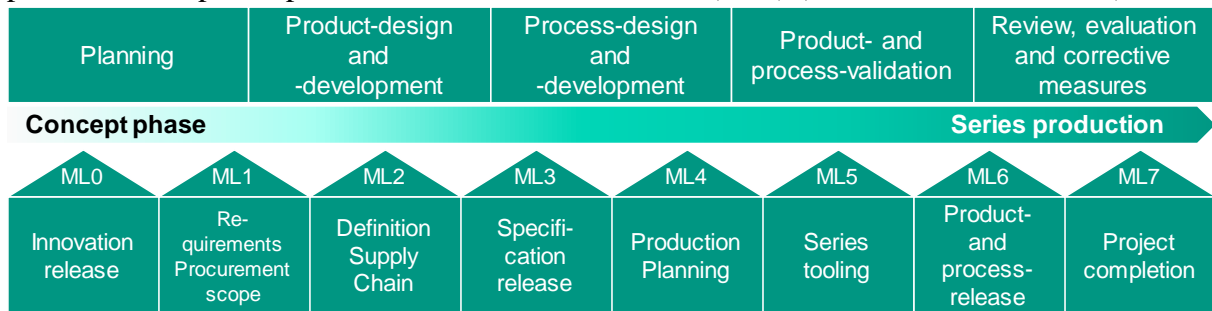 Planning
Product-design
and
-development
Process-design
and
-development
Product- and
process-validation
Review, evaluation
and corrective
measures
Concept phase
Series production
ML0
ML1
ML2
ML3
ML4
ML5
ML6
ML7
Innovation
release
Re-
quirements
Procurement
scope
Definition
Supply
Chain
Specifi-
cation
release
Production
Planning
Series
tooling
Product-
and
process-
release
Project
completion